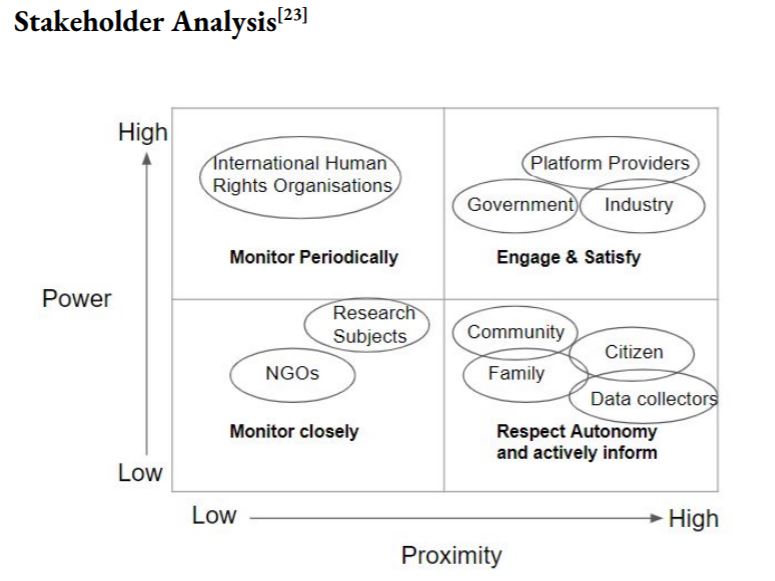 Stakeholder Analysis[23]
High
International Human
Rights Organisations
Platform Providers
Government
Industry
Monitor Periodically
Engage & Satisfy
Power
Research
Subjects
NGOs
Community
Citizen
Family
Data collectors
Monitor closely
Respect Autonomy
and actively inform
Low
Low
High
Proximity